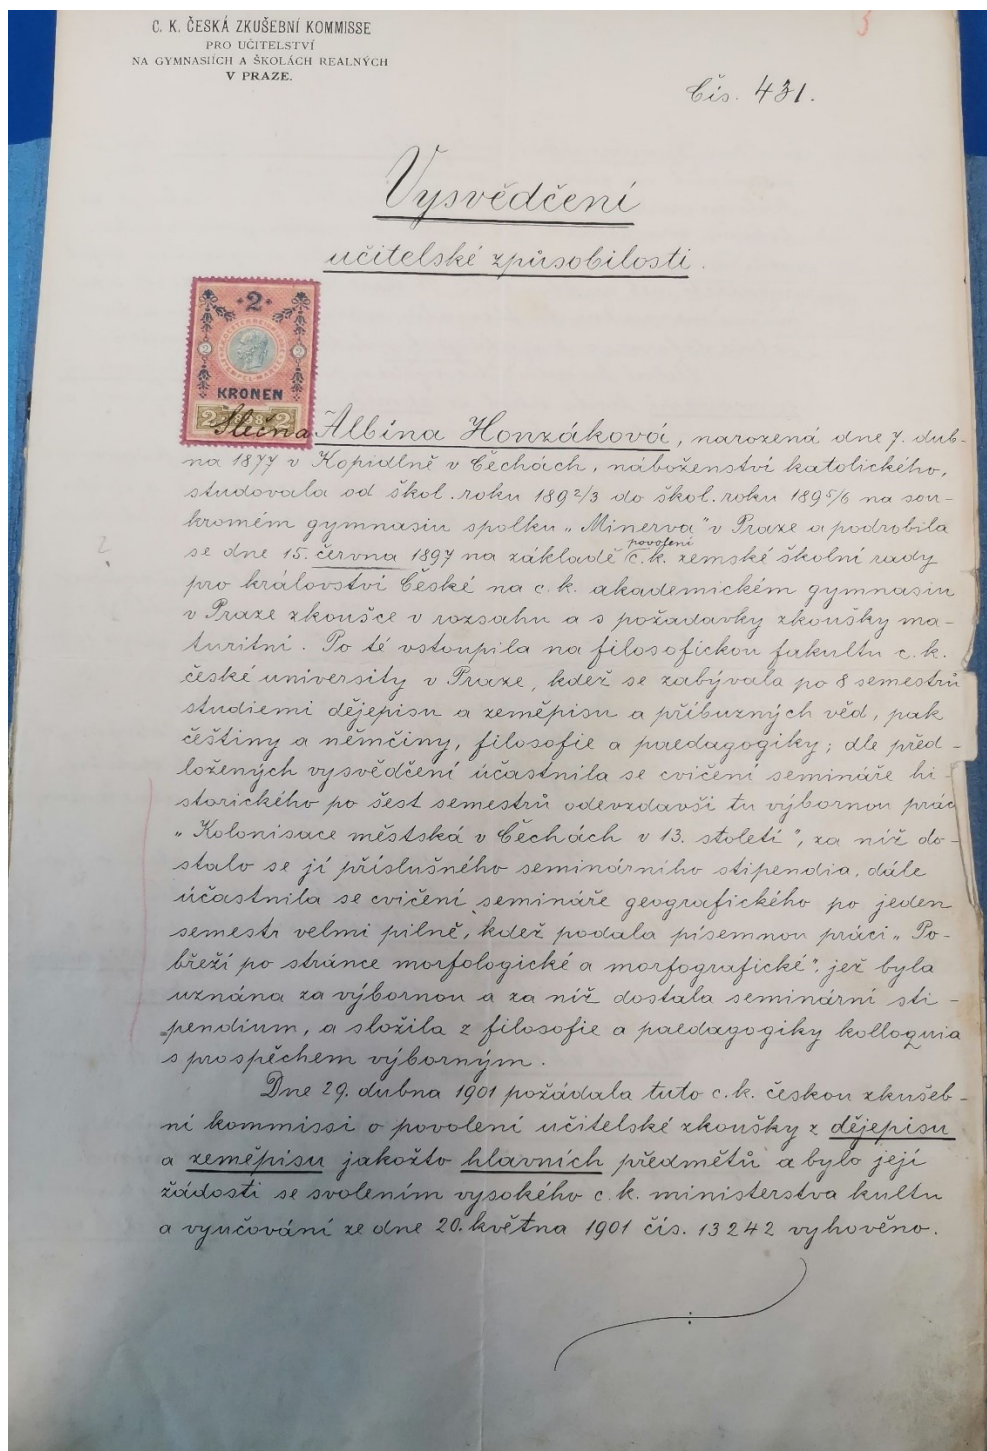 C. K. ČESKÁ ZKUŠEBNÍ KOMMISSE
PRO UČITELSTVÍ
NA GYMNASIÍCH A ŠKOLÁCH REALNÝCH
V PRAZE.
3
Čís. 431.
Vysvědčení
učitelské způsobilosti.
2
2 2
KRONEN
2 1898 2
Slečna Albína Honzáková, narozená dne 7. dub-
na 1877 v Kopidlně v Čechách, náboženství katolického,
studovala od škol. roku 1892/3 do škol. roku 1895/6 na sou-
kromém gymnasiu spolku „Minerva" v Praze a podrobila
povolení
se dne 15. června 1897 na základě c. k. zemské školní rady
pro království České na c. k. akademickém gymnasiu
v Praze zkoušce v rozsahu a s požadavky zkoušky ma-
turitní. Po té vstoupila na filosofickou fakultu c. k.
české university v Praze, kdež se zabývala po 8 semestrů
studiemi dějepisu a zeměpisu a příbuzných věd, pak
češtiny a němčiny, filosofie a paedagogiky; dle před-
ložených vysvědčení účastnila se cvičení semináře hi-
storického po šest semestrů odevzdavši tu výbornou prác
„Kolonisace městská v Čechách v 13. století", za niž do-
stalo se jí příslušného seminárního stipendia, dále
účastnila se cvičení semináře geografického po jeden
semestr velmi pilně, kdež podala písemnou práci „Po-
břeží po stránce morfologické a morfografické", jež byla
uznána za výbornou a za niž dostala seminární sti-
pendium, a složila z filosofie a paedagogiky kolloquia
s prospěchem výborným.
Dne 29. dubna 1901 požádala tuto c. k. českou zkušeb-
ní kommissi o povolení učitelské zkoušky z dějepisu
a zeměpisu jakožto hlavních předmětů a bylo její
žádosti se svolením vysokého c. k. ministerstva kultu
a vyučování ze dne 20. května 1901 čís. 13242 vyhověno.